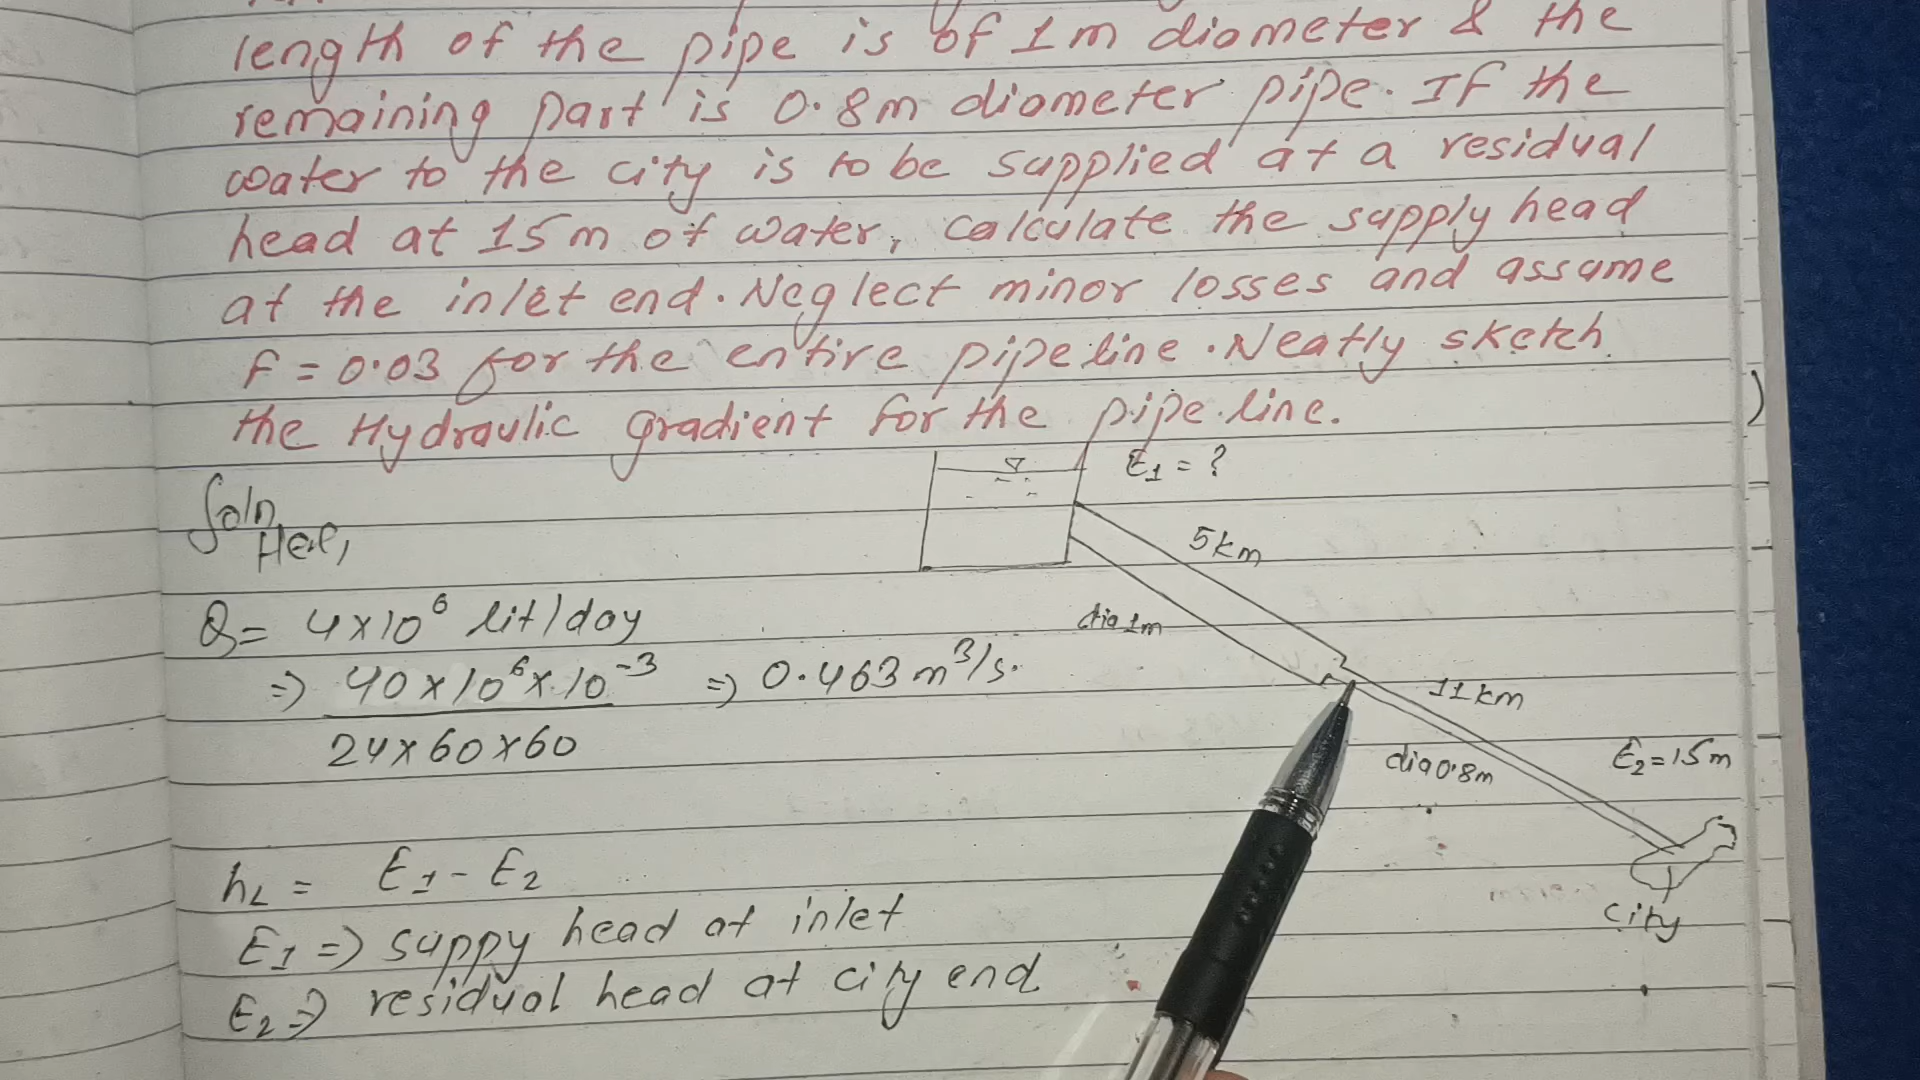 length of the pipe is of 1m diameter & the
remaining part is 0.8m diameter pipe. If the
water to the city is to be supplied at a residual
head at 15m of water, calculate the supply head
at the inlet end. Neglect minor losses and assume
f = 0.03 for the entire pipeline. Neatly sketch
the Hydraulic gradient for the pipe line.
E1 = ?
Soln
Here,
5km
Q = 4×10⁶ lit/day
dia 1m
=) 40×10⁶×10⁻³ =) 0.463 m³/s.
24×60×60
11km
dia 0.8m
E2=15m
hL = E1 - E2
city
E1 =) suppy head at inlet
E2 =) residual head at city end